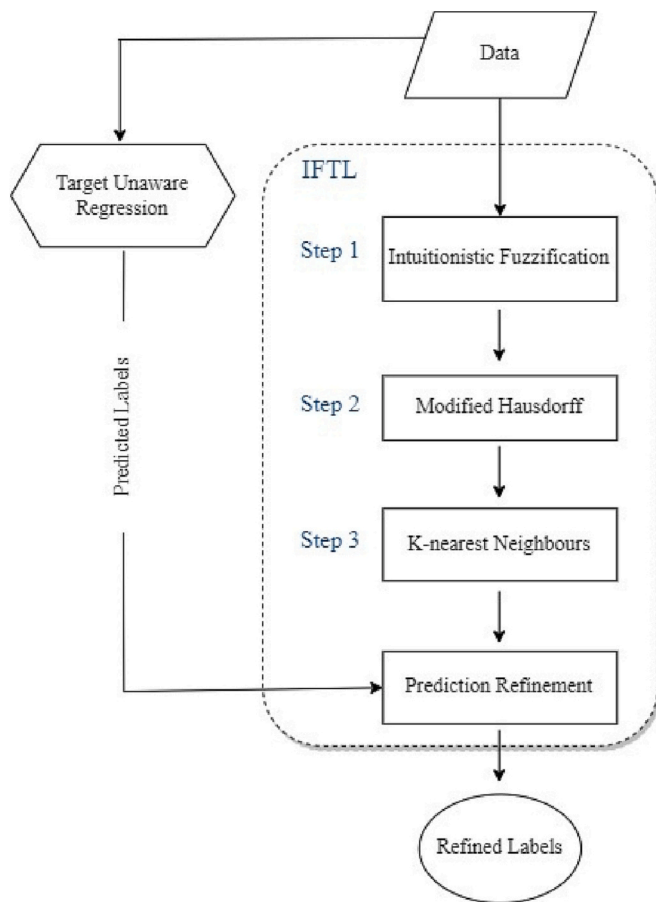 Data
Target Unaware
Regression
IFTL
Step 1
Intuitionistic Fuzzification
Predicted Labels
Step 2
Modified Hausdorff
Step 3
K-nearest Neighbours
Prediction Refinement
Refined Labels